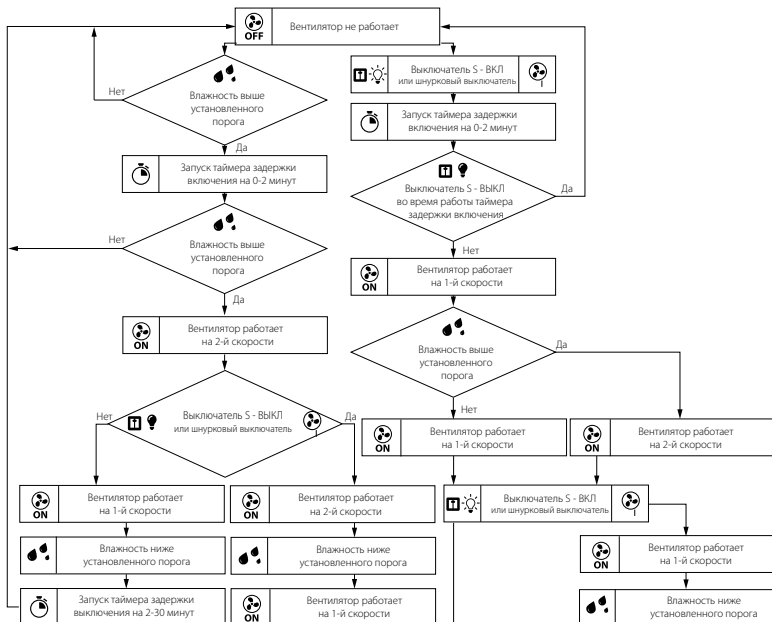 OFF
Вентилятор не работает
Влажность выше
установленного
порога
Нет
Да
Запуск таймера задержки
включения на 0-2 минут
Влажность выше
установленного
порога
Нет
Да
ON
Вентилятор работает
на 2-й скорости
Выключатель S - ВЫКЛ
или шнурковый выключатель
Нет
Да
ON
Вентилятор работает
на 1-й скорости
Влажность ниже
установленного порога
Запуск таймера задержки
выключения на 2-30 минут
ON
Вентилятор работает
на 2-й скорости
Влажность ниже
установленного порога
ON
Вентилятор работает
на 1-й скорости
Выключатель S - ВКЛ
или шнурковый выключатель
Запуск таймера задержки
включения на 0-2 минут
Выключатель S - ВЫКЛ
во время работы таймера
задержки включения
Да
Нет
ON
Вентилятор работает
на 1-й скорости
Влажность выше
установленного
порога
Да
Нет
ON
Вентилятор работает
на 1-й скорости
ON
Вентилятор работает
на 2-й скорости
Выключатель S - ВКЛ
или шнурковый выключатель
ON
Вентилятор работает
на 1-й скорости
Влажность ниже
установленного порога